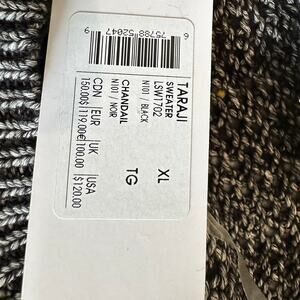 6 75788 52047 9
TARAJI
SWEATER
LSW1702
N101 / BLACK XL
CHANDAIL
N101 / NOIR TG
CDN |EUR |UK |USA
150.00$ |119.00€ |100.00 |$120.00